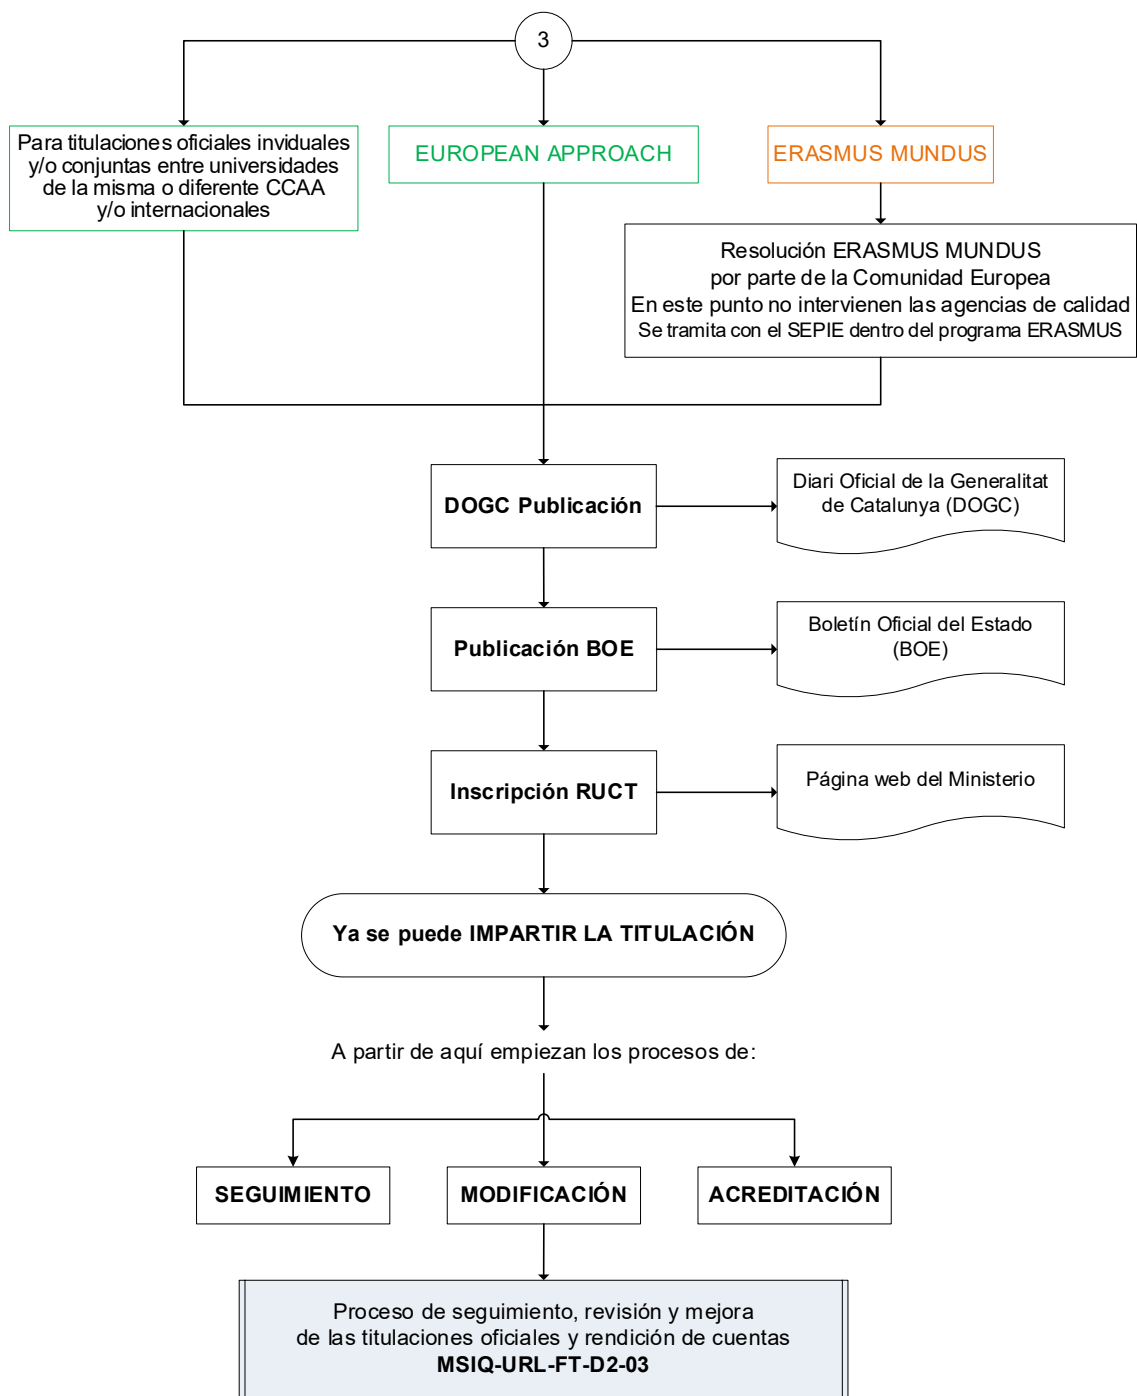 3
Para titulaciones oficiales inviduales
y/o conjuntas entre universidades
de la misma o diferente CCAA
y/o internacionales
EUROPEAN APPROACH
ERASMUS MUNDUS
Resolución ERASMUS MUNDUS
por parte de la Comunidad Europea
En este punto no intervienen las agencias de calidad
Se tramita con el SEPIE dentro del programa ERASMUS
DOGC Publicación
Diari Oficial de la Generalitat
de Catalunya (DOGC)
Publicación BOE
Boletín Oficial del Estado
(BOE)
Inscripción RUCT
Página web del Ministerio
Ya se puede IMPARTIR LA TITULACIÓN
A partir de aquí empiezan los procesos de:
SEGUIMIENTO
MODIFICACIÓN
ACREDITACIÓN
Proceso de seguimiento, revisión y mejora
de las titulaciones oficiales y rendición de cuentas
MSIQ-URL-FT-D2-03